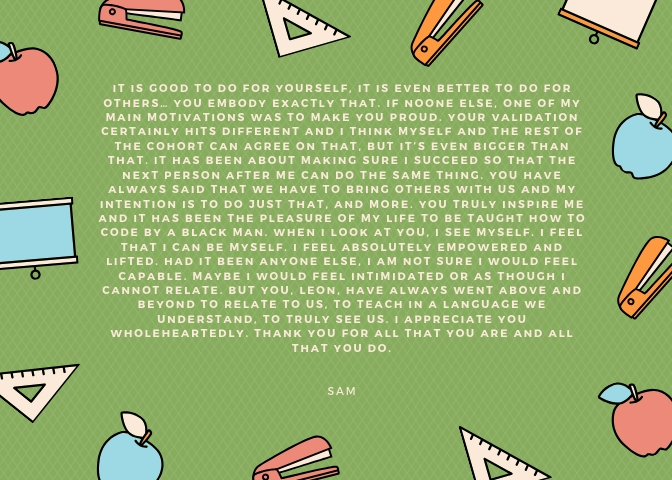 IT IS GOOD TO DO FOR YOURSELF, IT IS EVEN BETTER TO DO FOR
OTHERS... YOU EMBODY EXACTLY THAT. IF NOONE ELSE, ONE OF MY
MAIN MOTIVATIONS WAS TO MAKE YOU PROUD. YOUR VALIDATION
CERTAINLY HITS DIFFERENT AND I THINK MYSELF AND THE REST OF
THE COHORT CAN AGREE ON THAT, BUT IT'S EVEN BIGGER THAN
THAT. IT HAS BEEN ABOUT MAKING SURE I SUCCEED SO THAT THE
NEXT PERSON AFTER ME CAN DO THE SAME THING. YOU HAVE
ALWAYS SAID THAT WE HAVE TO BRING OTHERS WITH US AND MY
INTENTION IS TO DO JUST THAT, AND MORE. YOU TRULY INSPIRE ME
AND IT HAS BEEN THE PLEASURE OF MY LIFE TO BE TAUGHT HOW TO
CODE BY A BLACK MAN. WHEN I LOOK AT YOU, I SEE MYSELF. I FEEL
THAT I CAN BE MYSELF. I FEEL ABSOLUTELY EMPOWERED AND
LIFTED. HAD IT BEEN ANYONE ELSE, I AM NOT SURE I WOULD FEEL
CAPABLE. MAYBE I WOULD FEEL INTIMIDATED OR AS THOUGH I
CANNOT RELATE. BUT YOU, LEON, HAVE ALWAYS WENT ABOVE AND
BEYOND TO RELATE TO US, TO TEACH IN A LANGUAGE WE
UNDERSTAND, TO TRULY SEE US. I APPRECIATE YOU
WHOLEHEARTEDLY. THANK YOU FOR ALL THAT YOU ARE AND ALL
THAT YOU DO.
SAM